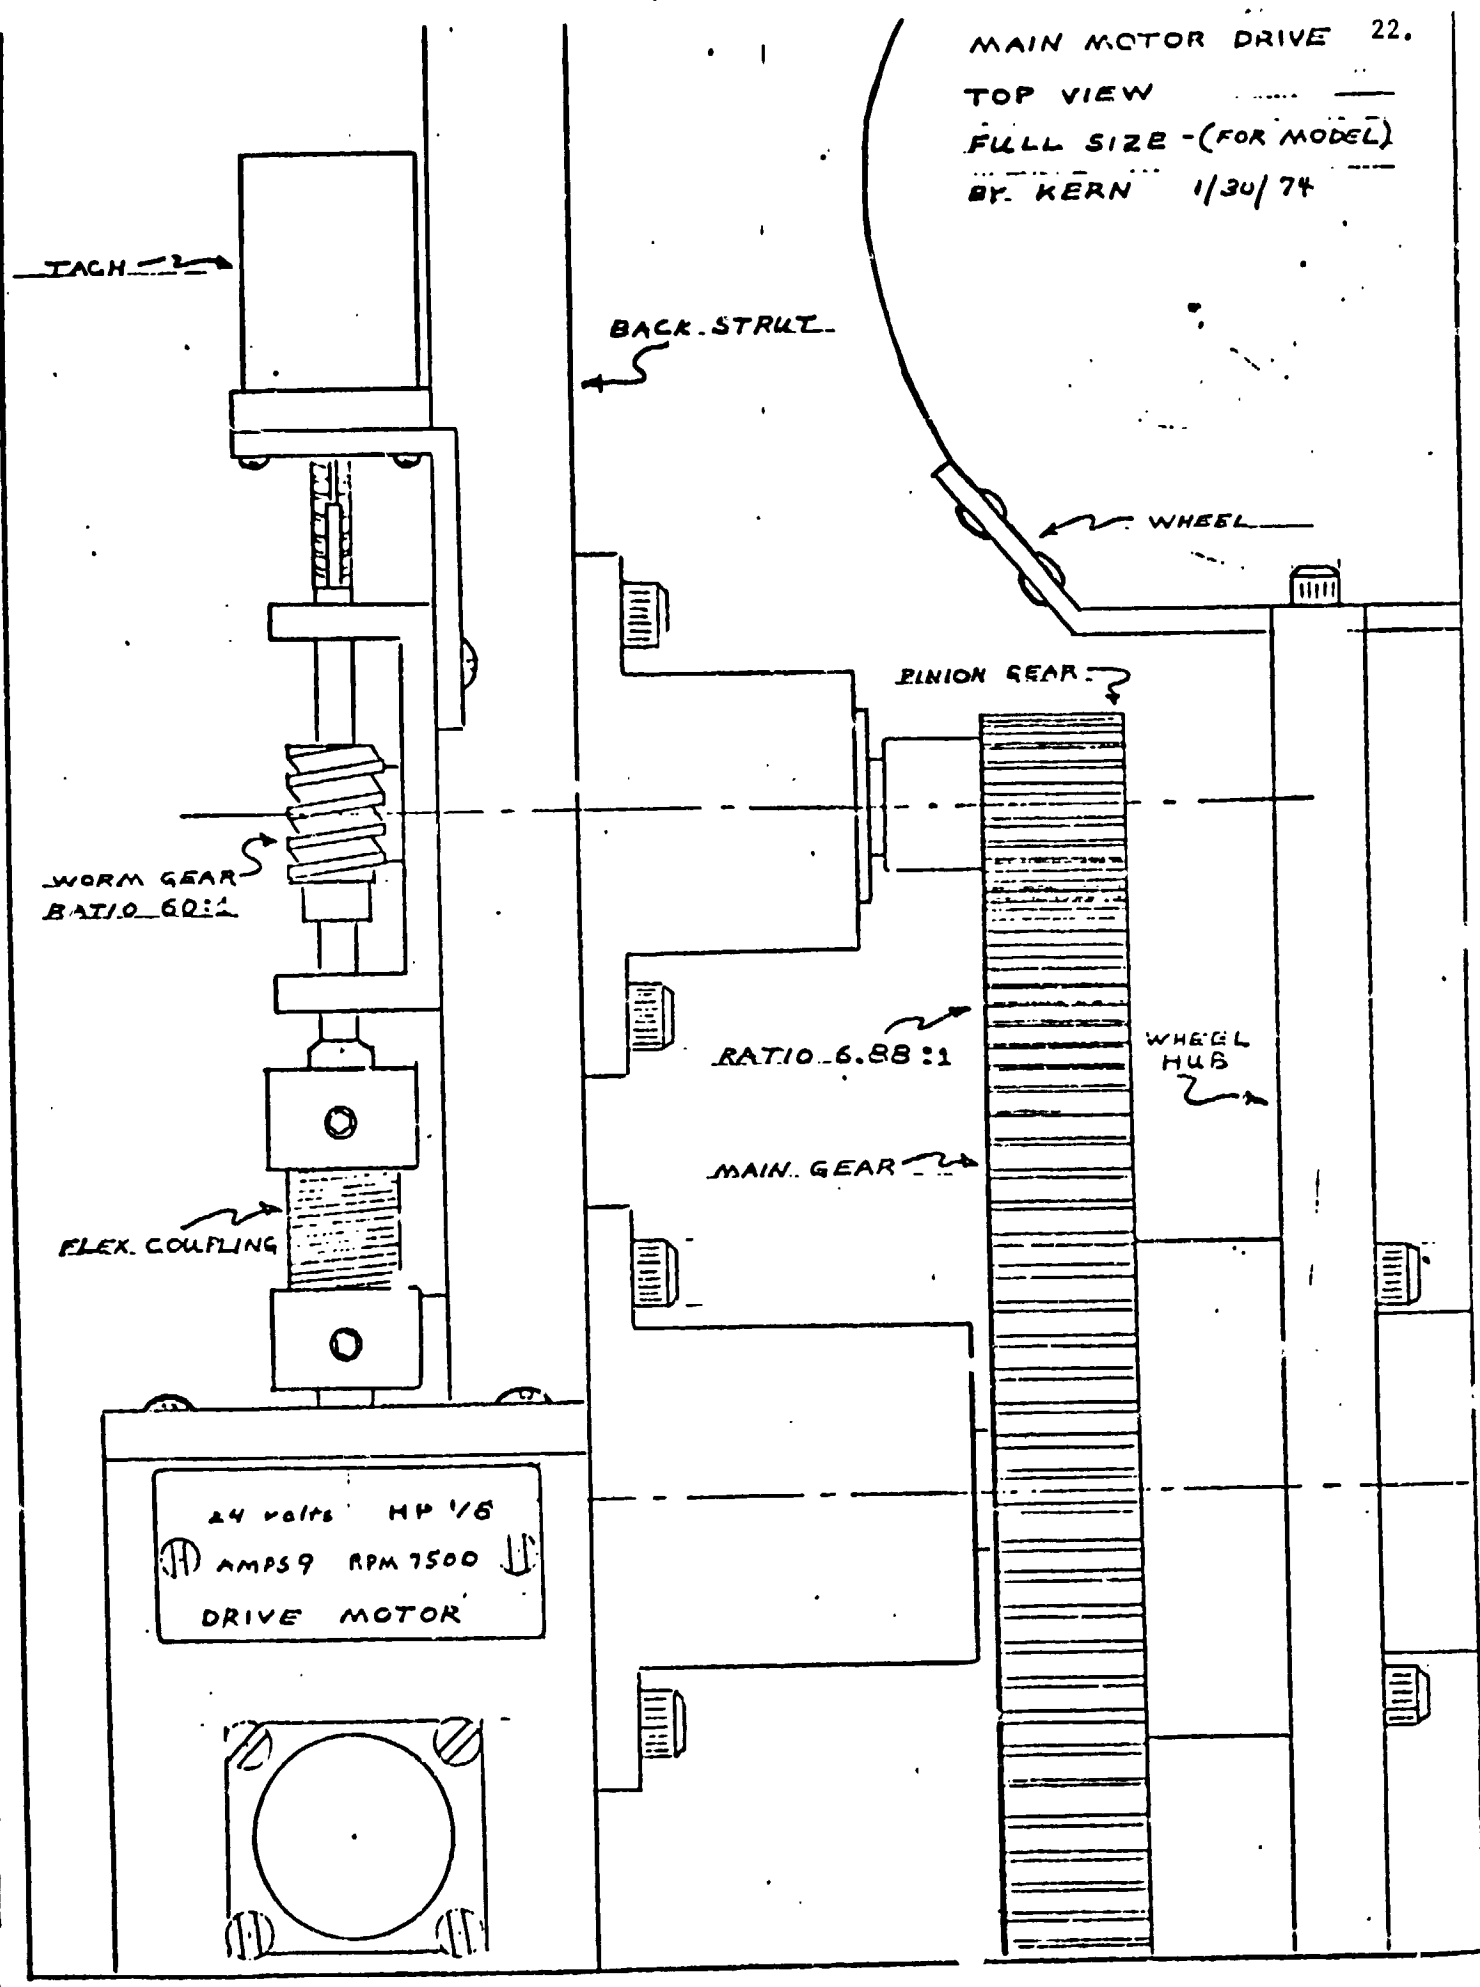 MAIN MOTOR DRIVE 22.
TOP VIEW
FULL SIZE - (FOR MODEL)
BY. KERN 1/30/74
TACH
BACK STRUT
WHEEL
PINION GEAR
WORM GEAR
RATIO 60:1
RATIO 6.88:1
WHEEL
HUB
MAIN GEAR
FLEX. COUPLING
24 volts HP 1/6
AMPS 9 RPM 7500
DRIVE MOTOR